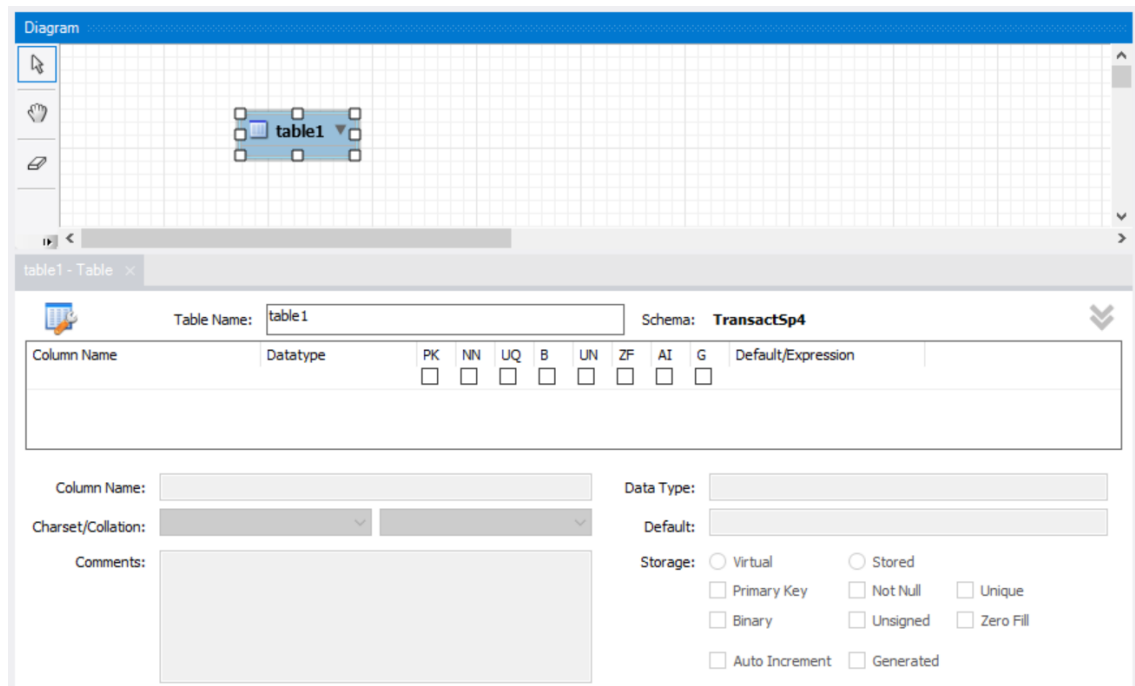 Diagram
table1
table1 - Table ×
Table Name: table1 Schema: TransactSp4
Column Name Datatype PK NN UQ B UN ZF AI G Default/Expression
Column Name: Data Type:
Charset/Collation: Default:
Comments: Storage: Virtual Stored
Primary Key Not Null Unique
Binary Unsigned Zero Fill
Auto Increment Generated